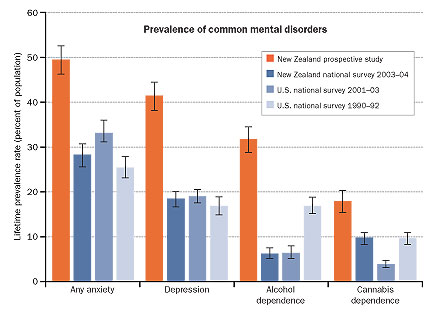 Prevalence of common mental disorders
New Zealand prospective study
New Zealand national survey 2003–04
U.S. national survey 2001–03
U.S. national survey 1990–92
Lifetime prevalence rate (percent of population)
60
50
40
30
20
10
0
Any anxiety
Depression
Alcohol
dependence
Cannabis
dependence